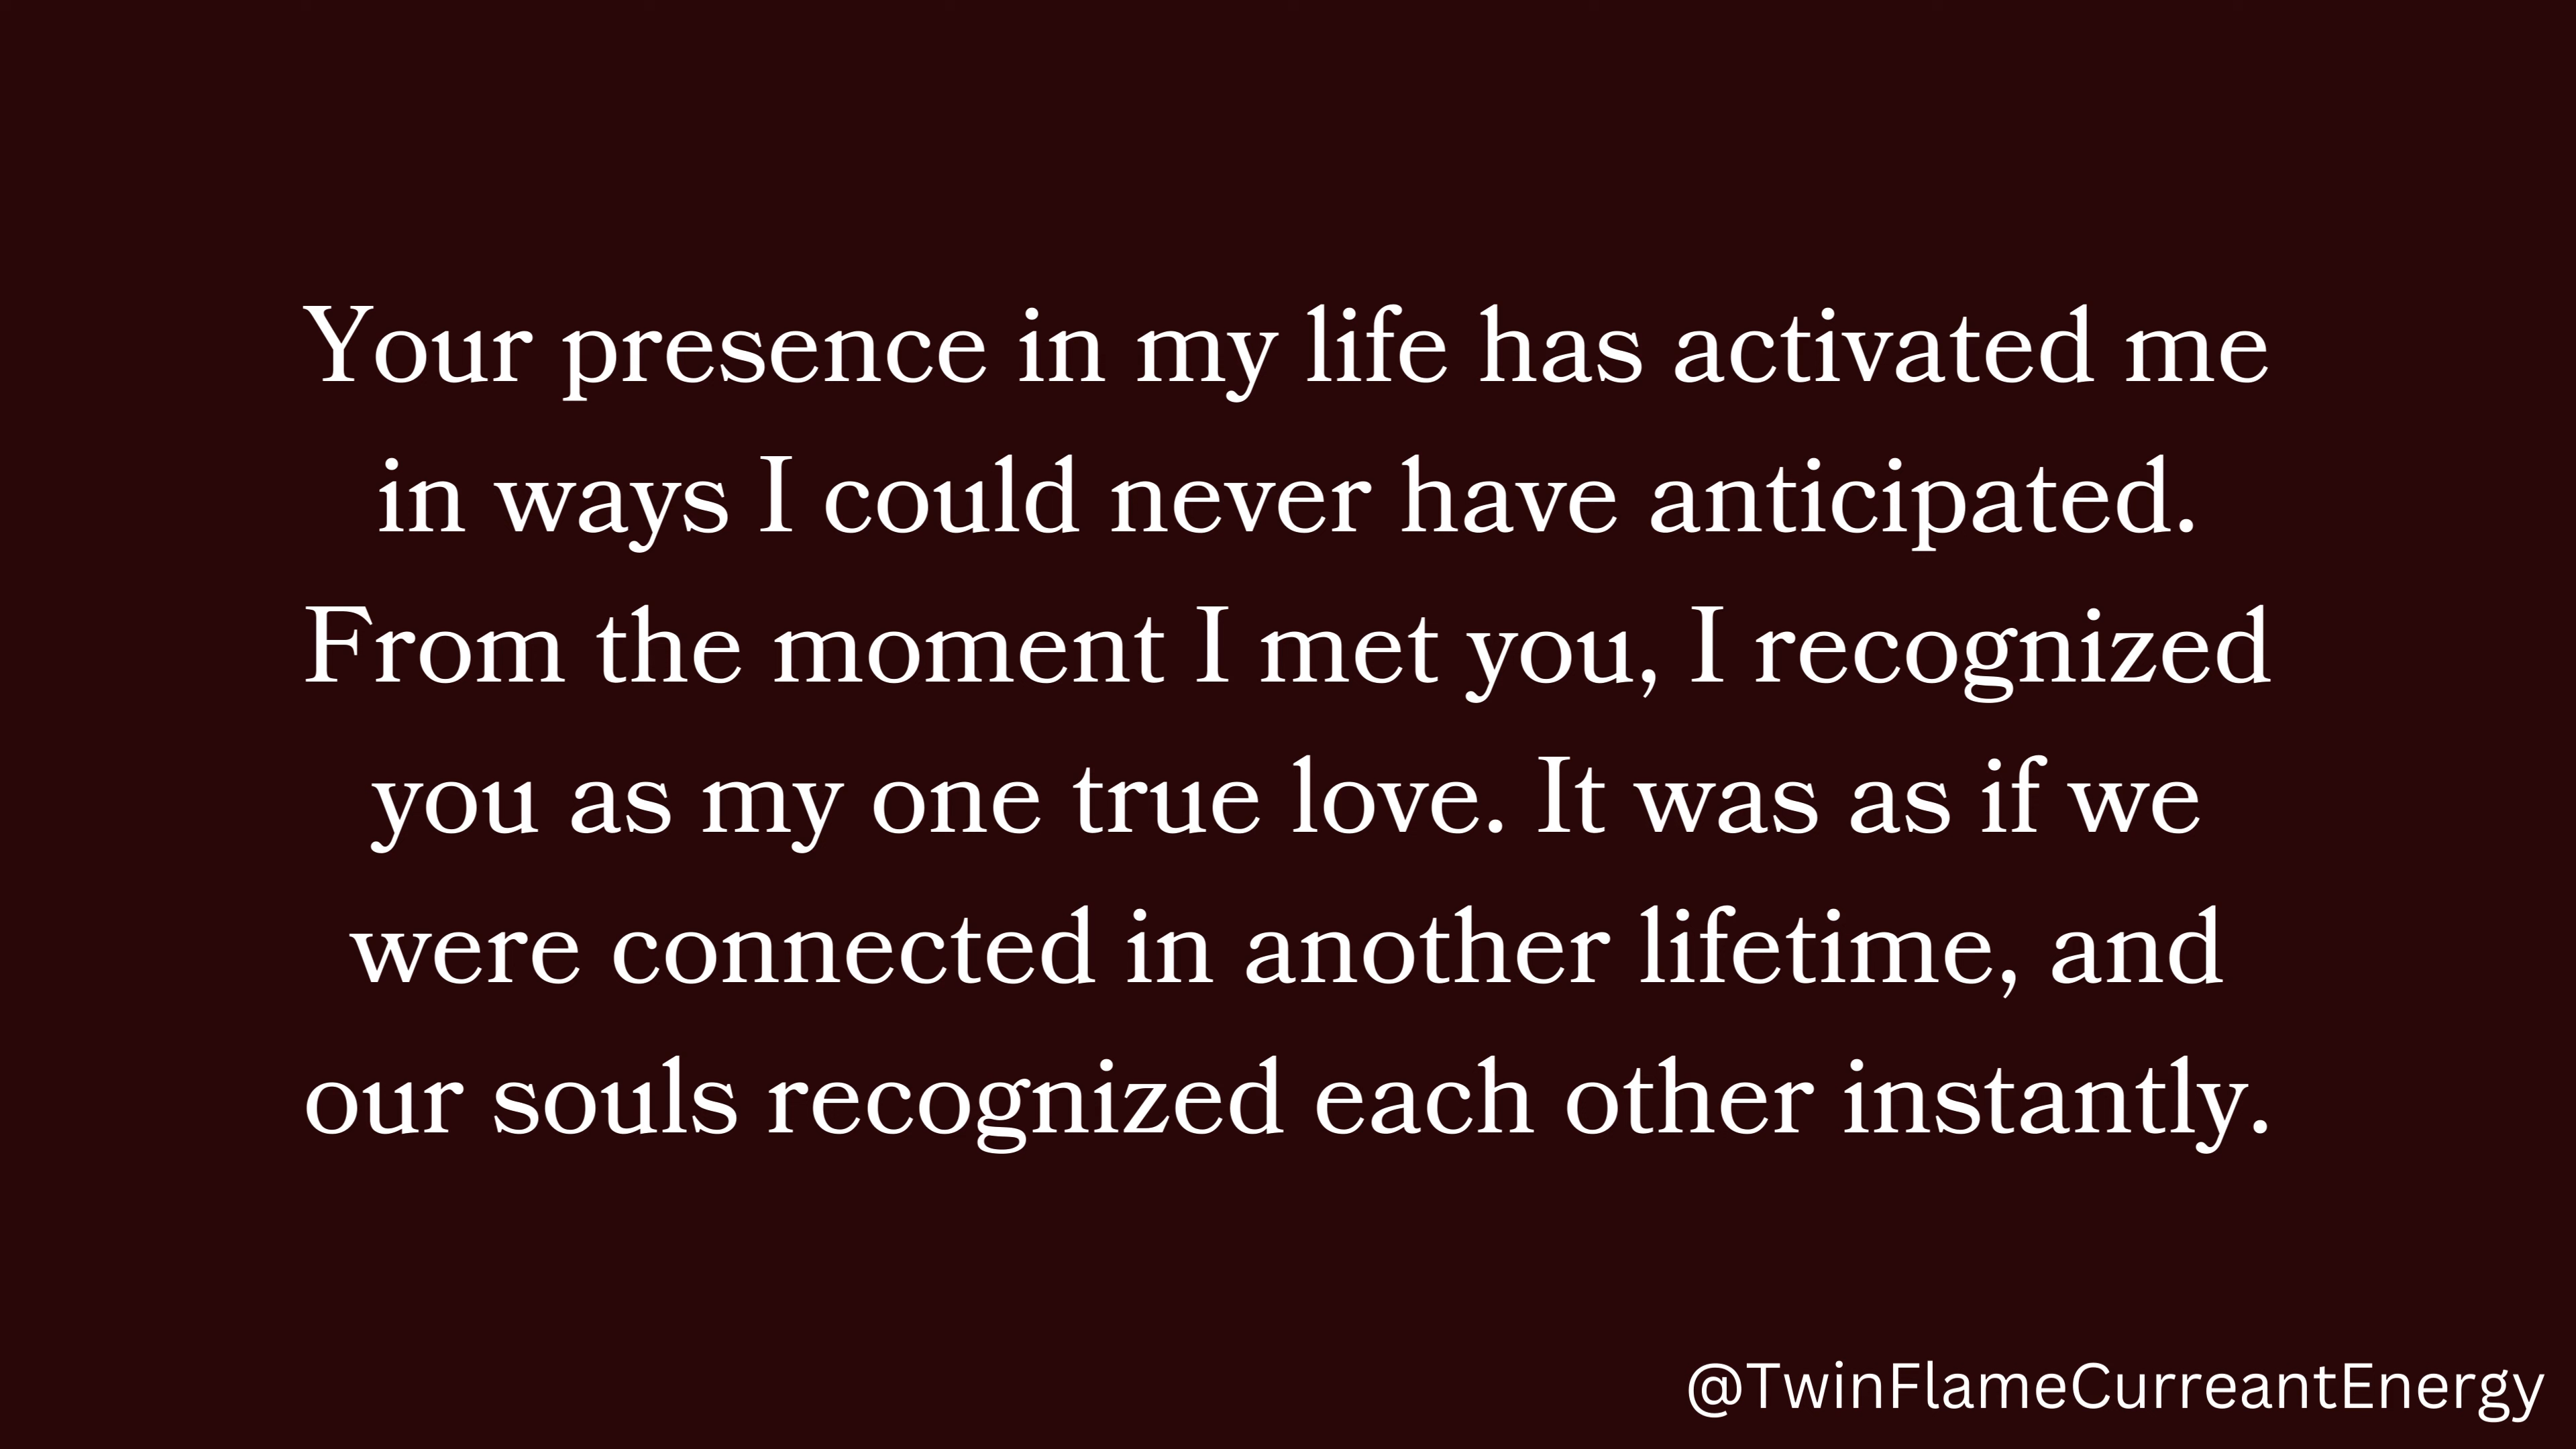 Your presence in my life has activated me
in ways I could never have anticipated.
From the moment I met you, I recognized
you as my one true love. It was as if we
were connected in another lifetime, and
our souls recognized each other instantly.
@TwinFlameCurreantEnergy